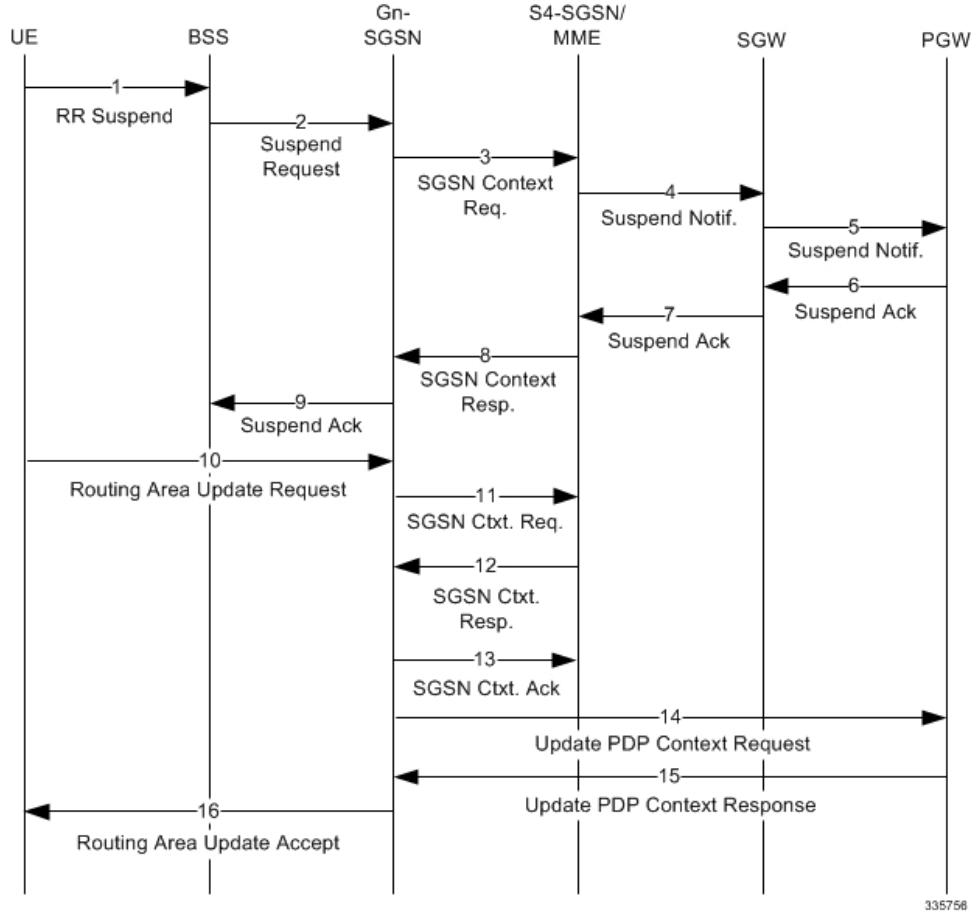 Gn-
S4-SGSN/
UE
BSS
SGSN
MME
SGW
PGW
1
RR Suspend
2
Suspend
Request
3
SGSN Context
Req.
4
Suspend Notif.
5
Suspend Notif.
6
Suspend Ack
7
Suspend Ack
8
SGSN Context
Resp.
9
Suspend Ack
10
Routing Area Update Request
11
SGSN Ctxt. Req.
12
SGSN Ctxt.
Resp.
13
SGSN Ctxt. Ack
14
Update PDP Context Request
15
Update PDP Context Response
16
Routing Area Update Accept
335756